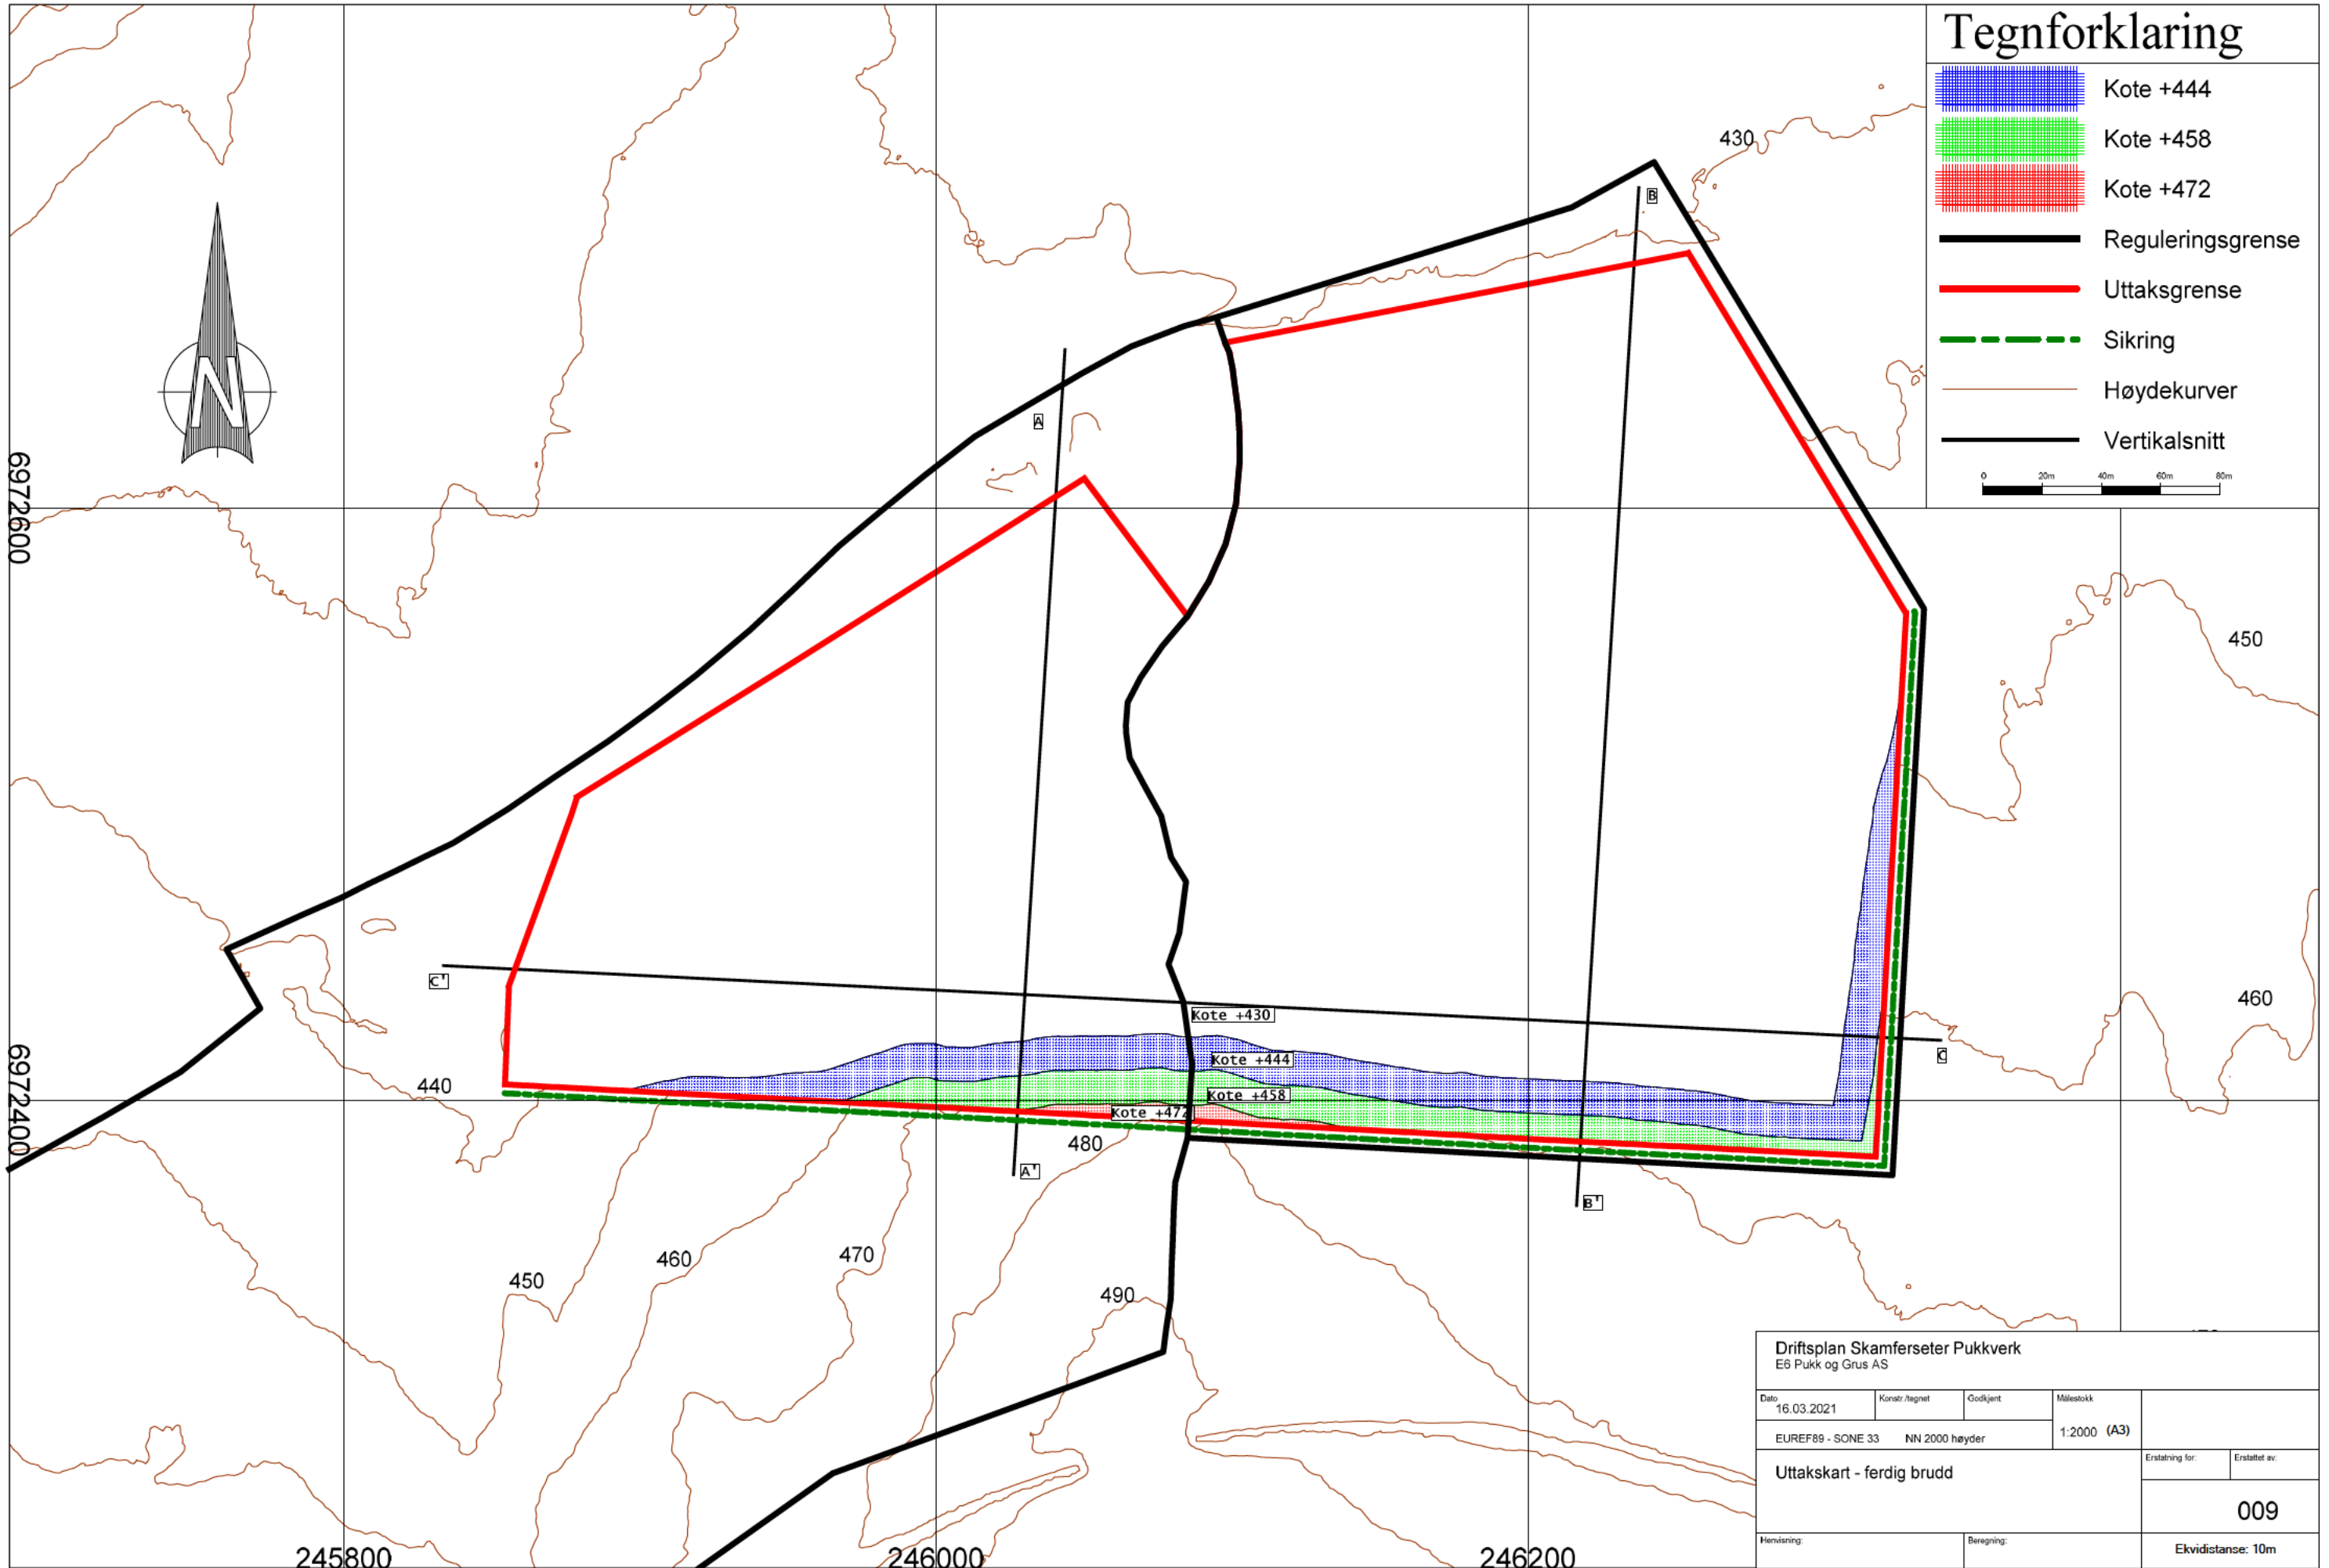 Tegnforklaring
Kote +444
Kote +458
Kote +472
Reguleringsgrense
Uttaksgrense
Sikring
Høydekurver
Vertikalsnitt
0 20m 40m 60m 80m
430
B
N
A
6972600
450
460
C'
Kote +430
C
Kote +444
440
Kote +458
Kote +472
6972400
480
A'
B'
470
460
450
490
Driftsplan Skamferseter Pukkverk
E6 Pukk og Grus AS
Dato
16.03.2021
Konstr./tegnet
Godkjent
Målestokk
1:2000 (A3)
EUREF89 - SONE 33 NN 2000 høyder
Uttakskart - ferdig brudd
Erstatning for:
Erstattet av:
009
Henvisning:
Beregning:
Ekvidistanse: 10m
245800
246000
246200